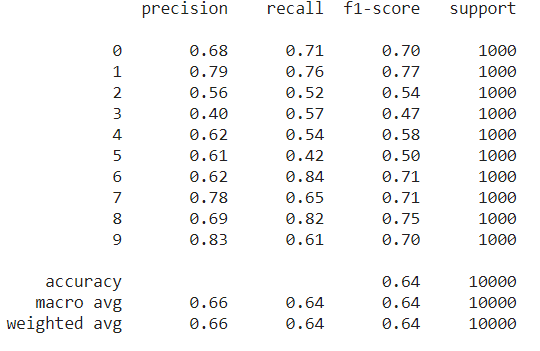 precision recall f1-score support
0 0.68 0.71 0.70 1000
1 0.79 0.76 0.77 1000
2 0.56 0.52 0.54 1000
3 0.40 0.57 0.47 1000
4 0.62 0.54 0.58 1000
5 0.61 0.42 0.50 1000
6 0.62 0.84 0.71 1000
7 0.78 0.65 0.71 1000
8 0.69 0.82 0.75 1000
9 0.83 0.61 0.70 1000
accuracy 0.64 10000
macro avg 0.66 0.64 0.64 10000
weighted avg 0.66 0.64 0.64 10000